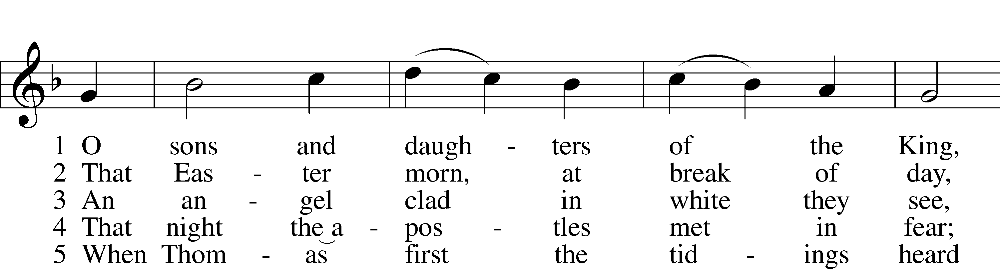 1 O sons and daugh - ters of the King,
2 That Eas - ter morn, at break of day,
3 An an - gel clad in white they see,
4 That night the a - pos - tles met in fear;
5 When Thom - as first the tid - ings heard